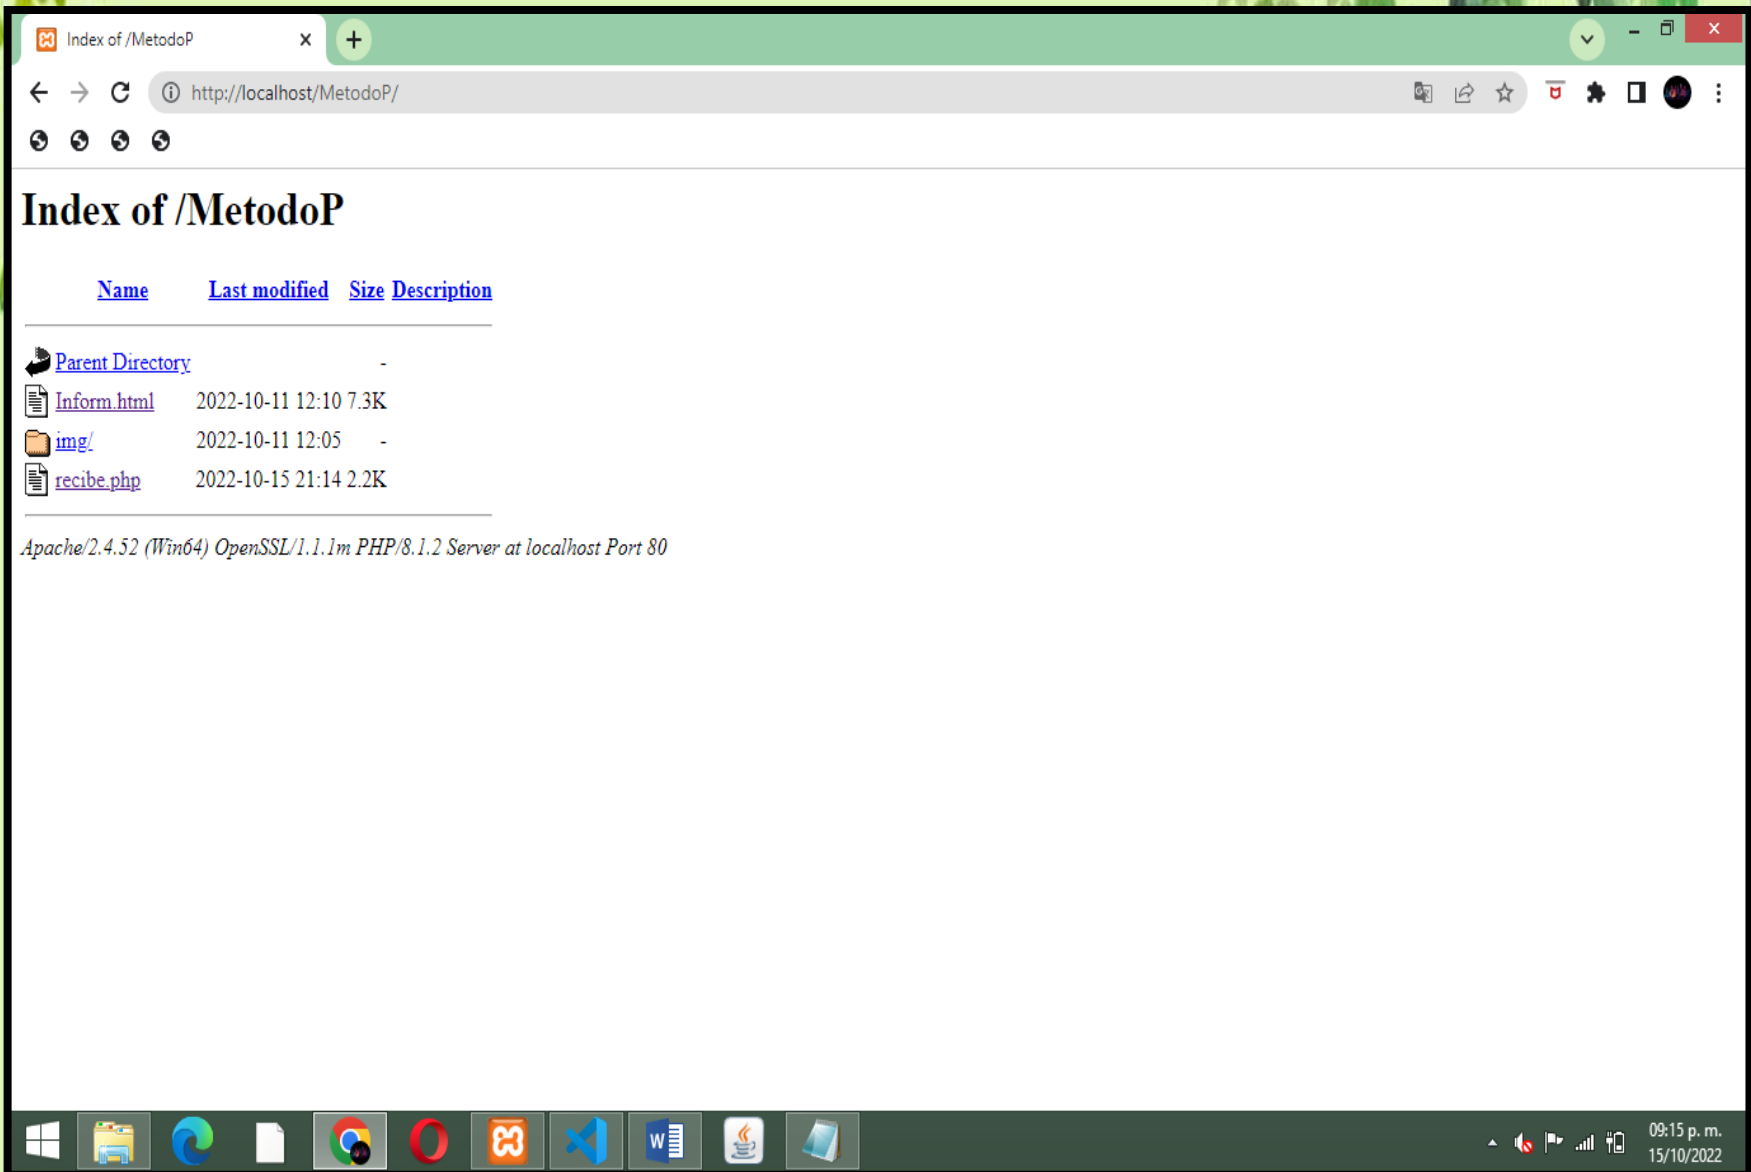 Index of /MetodoP
http://localhost/MetodoP/
Index of /MetodoP
Name Last modified Size Description
Parent Directory -
Inform.html 2022-10-11 12:10 7.3K
img/ 2022-10-11 12:05 -
recibe.php 2022-10-15 21:14 2.2K
Apache/2.4.52 (Win64) OpenSSL/1.1.1m PHP/8.1.2 Server at localhost Port 80
09:15 p. m.
15/10/2022